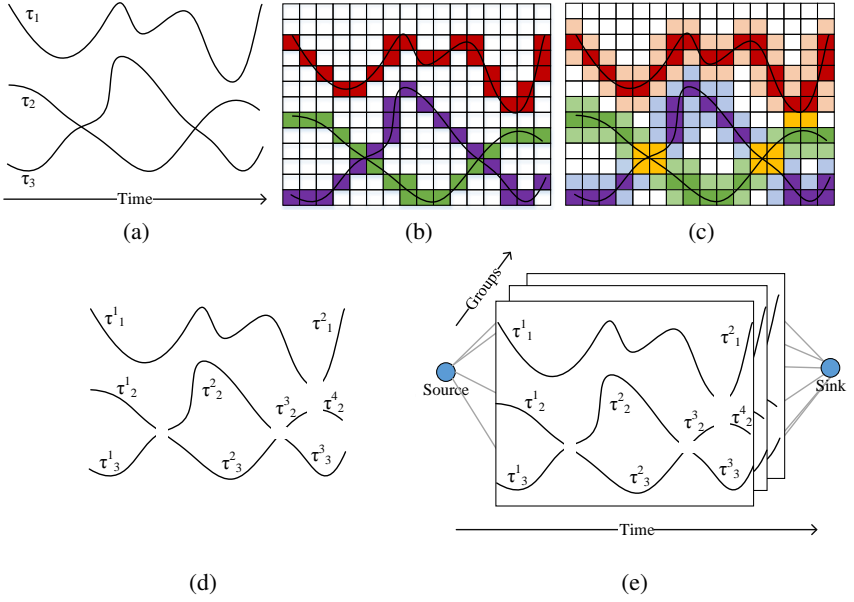 τ1
τ2
τ3
Time
(a)
(b)
(c)
τ¹₁
τ²₁
τ¹₂
τ²₂
τ³₂
τ⁴₂
τ¹₃
τ²₃
τ³₃
(d)
Groups
Source
Sink
τ¹₁
τ²₁
τ¹₂
τ²₂
τ³₂
τ⁴₂
τ¹₃
τ²₃
τ³₃
Time
(e)